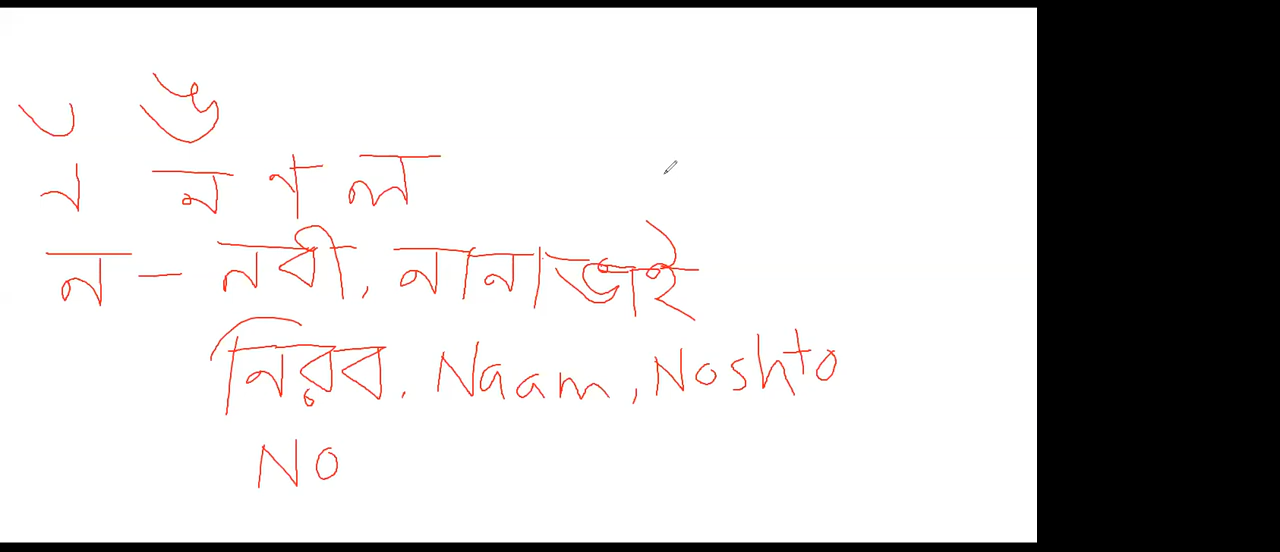 ড
ন ণ ল
ন - নবী, নানাভাই
নিরব, Naam, Noshto
No